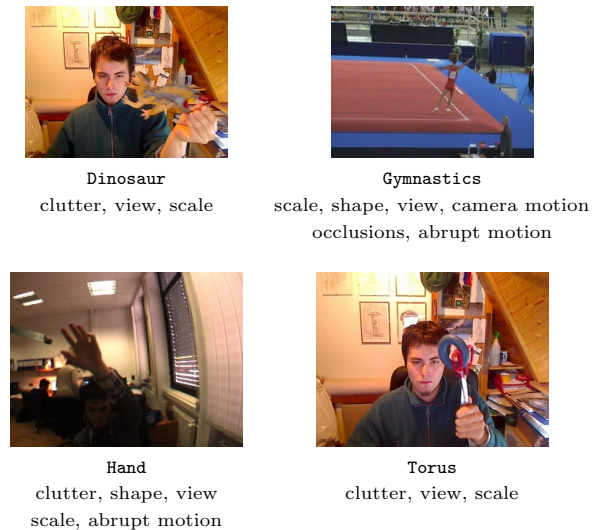 Dinosaur
clutter, view, scale
Gymnastics
scale, shape, view, camera motion
occlusions, abrupt motion
Hand
clutter, shape, view
scale, abrupt motion
Torus
clutter, view, scale